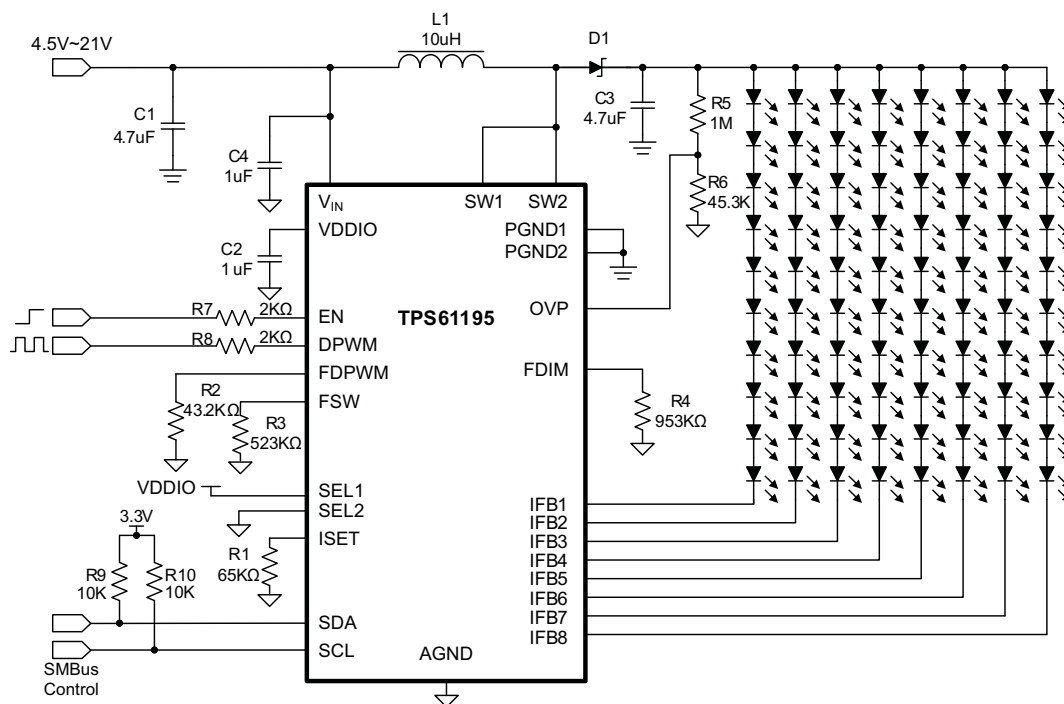 L1
10uH
D1
4.5V~21V
C1
4.7uF
C4
1uF
C3
4.7uF
R5
1M
R6
45.3K
VIN
SW1
SW2
VDDIO
PGND1
PGND2
C2
1uF
OVP
R7
2KΩ
EN
TPS61195
R8
2KΩ
DPWM
FDPWM
FDIM
R2
43.2KΩ
FSW
R3
523KΩ
R4
953KΩ
VDDIO
SEL1
SEL2
3.3V
ISET
R1
65KΩ
R9
10K
R10
10K
IFB1
IFB2
IFB3
IFB4
IFB5
IFB6
IFB7
IFB8
SDA
SCL
AGND
SMBus
Control